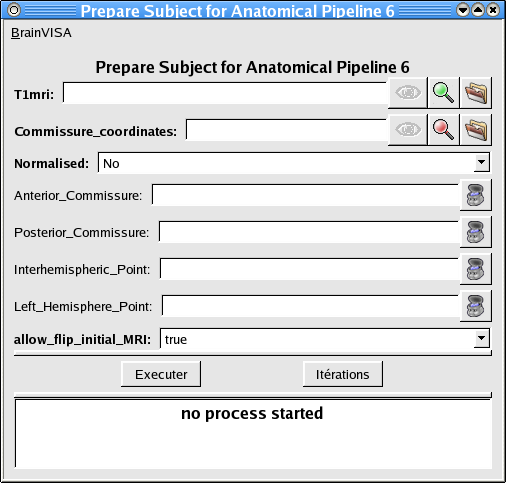 Prepare Subject for Anatomical Pipeline 6
BrainVISA
Prepare Subject for Anatomical Pipeline 6
T1mri:
Commissure_coordinates:
Normalised: No
Anterior_Commissure:
Posterior_Commissure:
Interhemispheric_Point:
Left_Hemisphere_Point:
allow_flip_initial_MRI: true
Executer Itérations
no process started